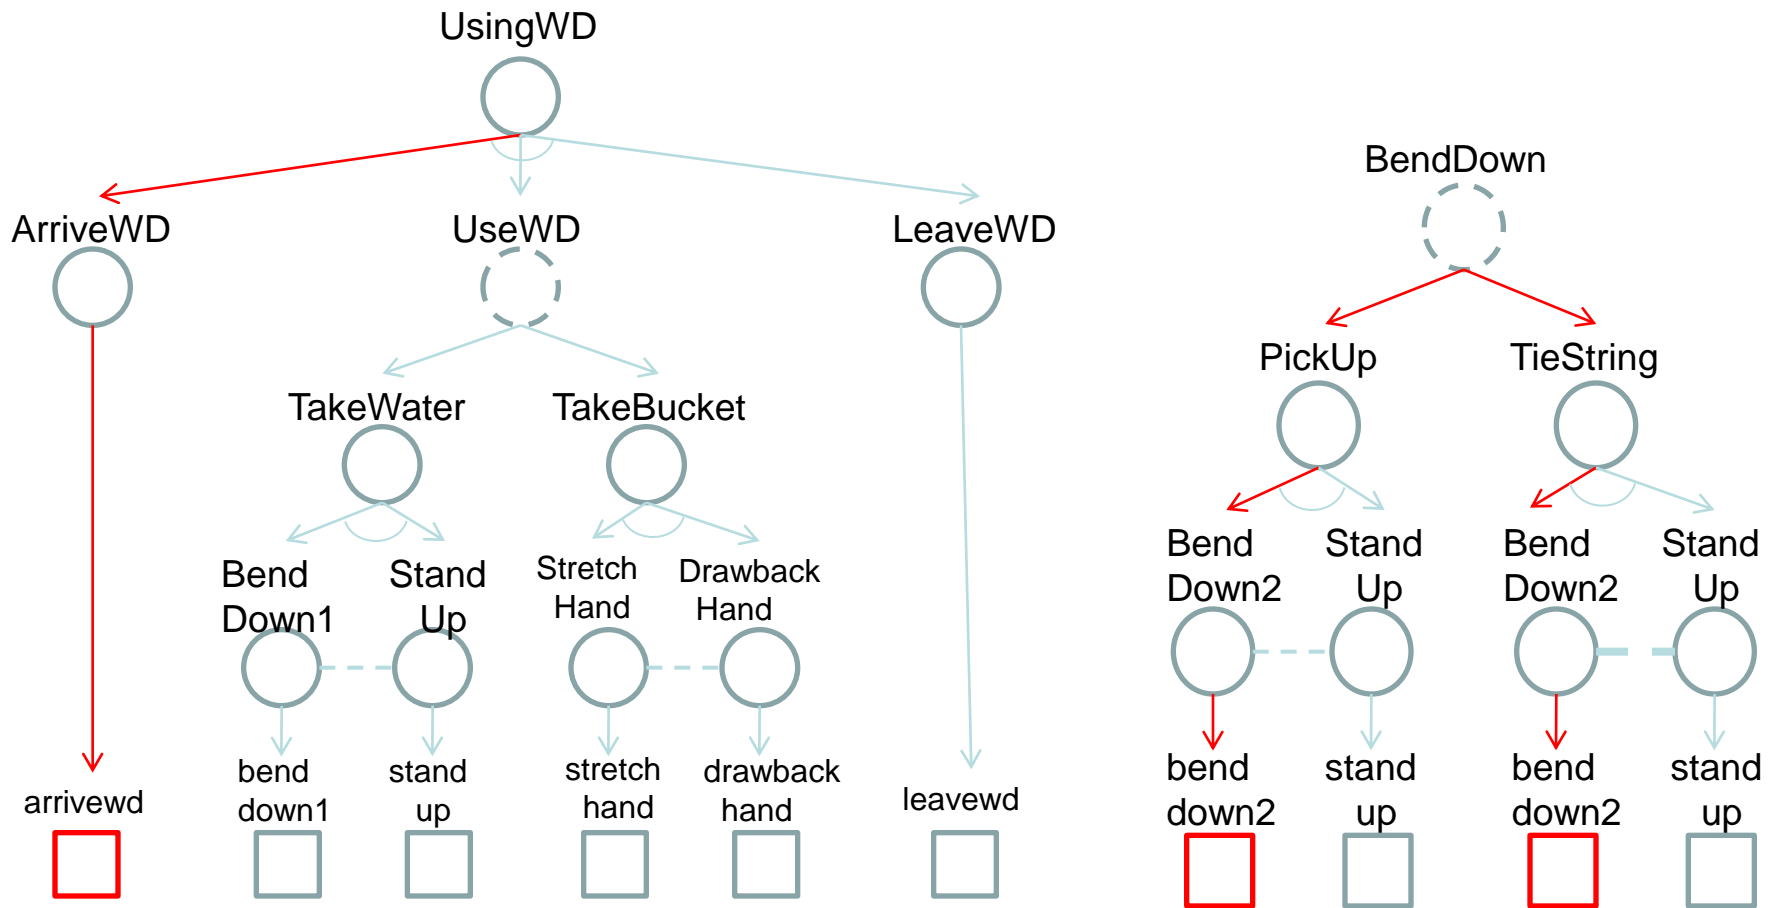 UsingWD
BendDown
ArriveWD
UseWD
LeaveWD
PickUp
TieString
TakeWater
TakeBucket
Bend
Down1
Stand
Up
Stretch
Hand
Drawback
Hand
Bend
Down2
Stand
Up
Bend
Down2
Stand
Up
arrivewd
bend
down1
stand
up
stretch
hand
drawback
hand
leavewd
bend
down2
stand
up
bend
down2
stand
up